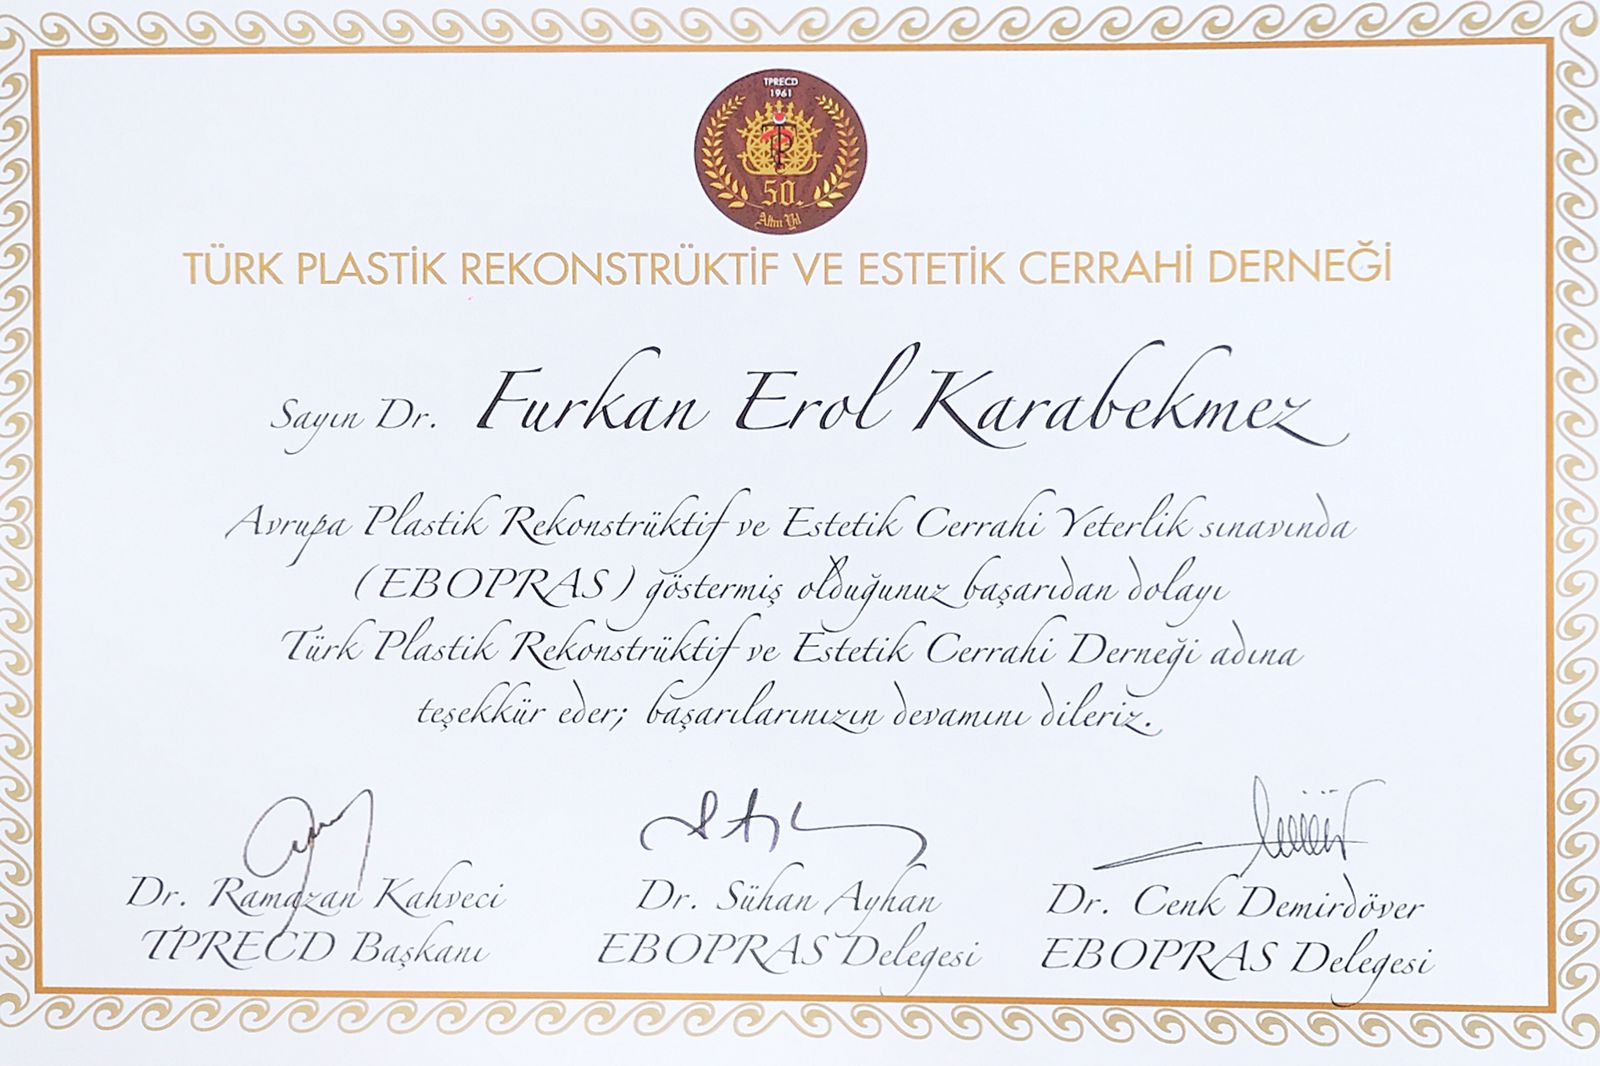 TPRECD
1961
50.
Altın Yıl
TÜRK PLASTİK REKONSTRÜKTİF VE ESTETİK CERRAHİ DERNEĞİ
Sayın Dr. Furkan Erol Karabekmez
Avrupa Plastik Rekonstrüktif ve Estetik Cerrahi Yeterlik sınavında
(EBOPRAS) göstermiş olduğunuz başarıdan dolayı
Türk Plastik Rekonstrüktif ve Estetik Cerrahi Derneği adına
teşekkür eder; başarılarınızın devamını dileriz.
Dr. Ramazan Kahveci
TPRECD Başkanı
Dr. Sühan Ayhan
EBOPRAS Delegesi
Dr. Cenk Demirdöver
EBOPRAS Delegesi